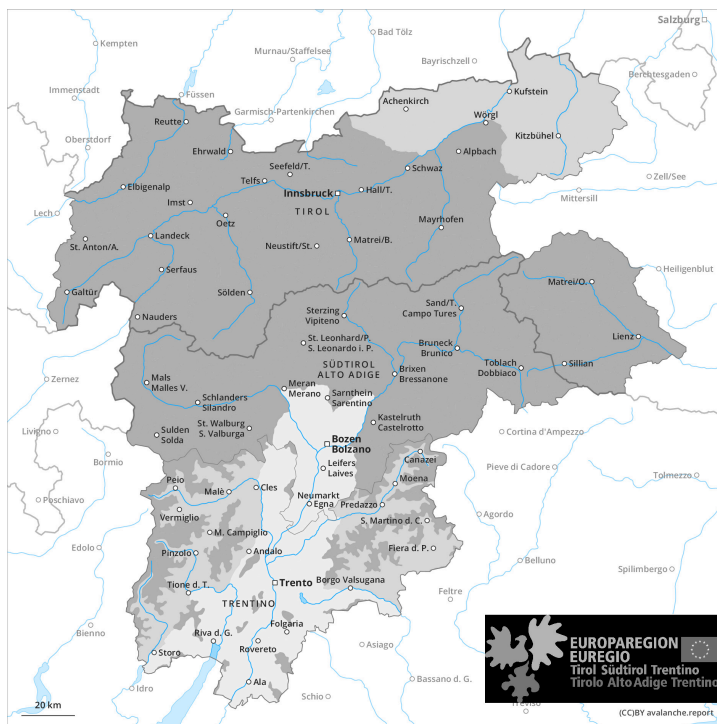 Salzburg
Kempten
Bad Tölz
Murnau/Staffelsee
Bayrischzell
Berchtesgaden
Immenstadt
Füssen
Garmisch-Partenkirchen
Achenkirch
Kufstein
Reutte
Wörgl
Oberstdorf
Kitzbühel
Ehrwald
Alpbach
Seefeld/T.
Schwaz
Zell/See
Telfs
Elbigenalp
Innsbruck
Hall/T.
Mittersill
Imst
TIROL
Lech
Oetz
Mayrhofen
Landeck
St. Anton/A.
Neustift/St.
Matrei/B.
Serfaus
Heiligenblut
Matrei/O.
Galtür
Sölden
Sand/T.
Campo Tures
Nauders
Sterzing
Vipiteno
Lienz
St. Leonhard/P.
S. Leonardo i. P.
Bruneck
Brunico
SÜDTIROL
ALTO ADIGE
Toblach
Dobbiaco
Sillian
Brixen
Bressanone
Zernez
Mals
Malles V.
Meran
Merano
Sarnthein
Sarentino
Schlanders
Silandro
St. Walburg
S. Valburga
Kastelruth
Castelrotto
Livigno
Sulden
Solda
Bozen
Bolzano
Cortina d'Ampezzo
Bormio
Canazei
Leifers
Laives
Pieve di Cadore
Tolmezzo
Peio
Malè
Cles
Moena
Poschiavo
Neumarkt
Egna
Predazzo
Vermiglio
S. Martino d. C.
Agordo
M. Campiglio
Edolo
Pinzolo
Andalo
Fiera d. P.
Belluno
Spilimbergo
Trento
Tione d. T.
Borgo Valsugana
Feltre
TRENTINO
Bienno
Folgaria
Riva d. G.
Rovereto
Asiago
Storo
Bassano d. G.
Ala
Idro
Schio
Treviso
EUROPAREGION
EUREGIO
Tirol Südtirol Trentino
Tirolo Alto Adige Trentino
20 km
(CC)BY avalanche.report